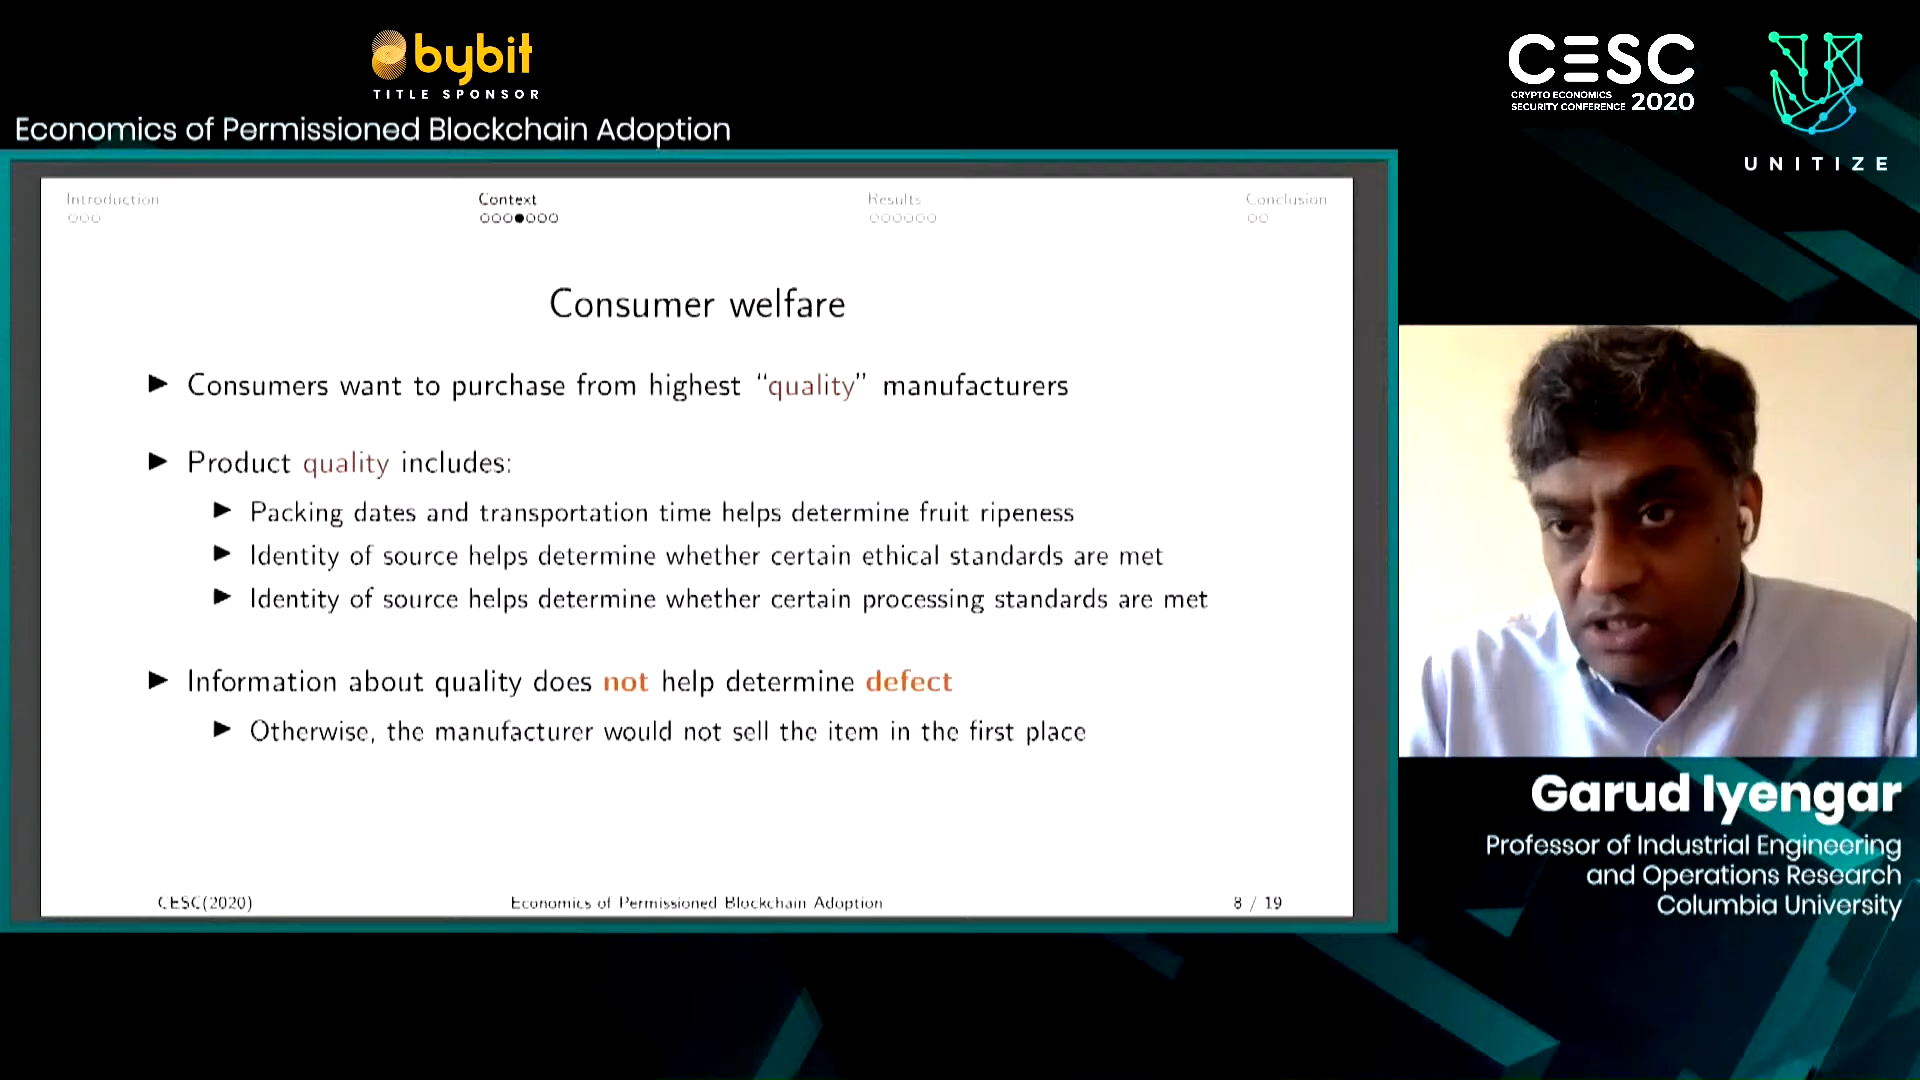 bybit
TITLE SPONSOR
Economics of Permissioned Blockchain Adoption
CESC
CRYPTO ECONOMICS
SECURITY CONFERENCE 2020
UNITIZE
Introduction
Context
Results
Conclusion
Consumer welfare
Consumers want to purchase from highest “quality” manufacturers
Product quality includes:
Packing dates and transportation time helps determine fruit ripeness
Identity of source helps determine whether certain ethical standards are met
Identity of source helps determine whether certain processing standards are met
Information about quality does not help determine defect
Otherwise, the manufacturer would not sell the item in the first place
CESC(2020)
Economics of Permissioned Blockchain Adoption
8 / 19
Garud Iyengar
Professor of Industrial Engineering
and Operations Research
Columbia University